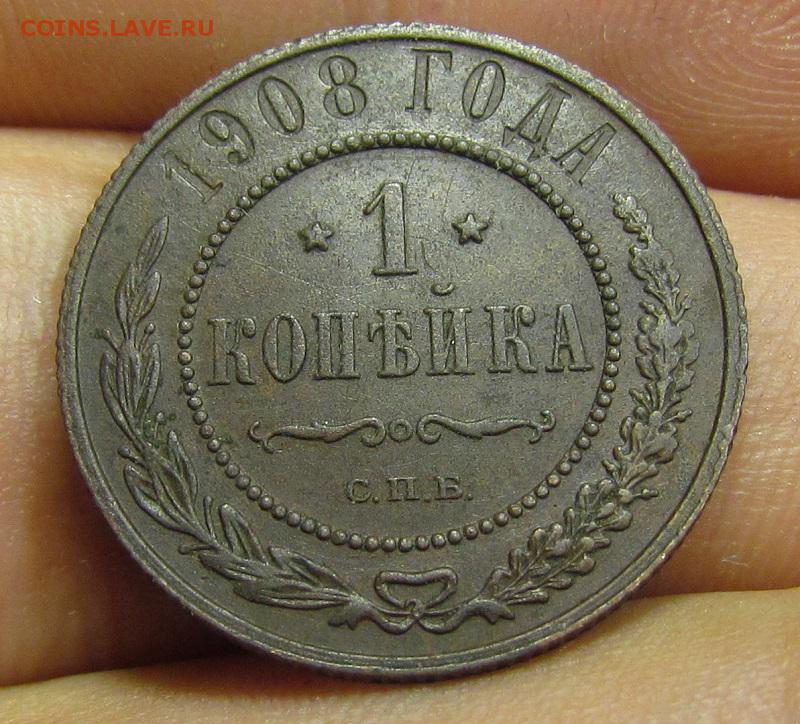 COINS.LAVE.RU
1908 ГОДА
1
КОПѢЙКА
С.П.Б.